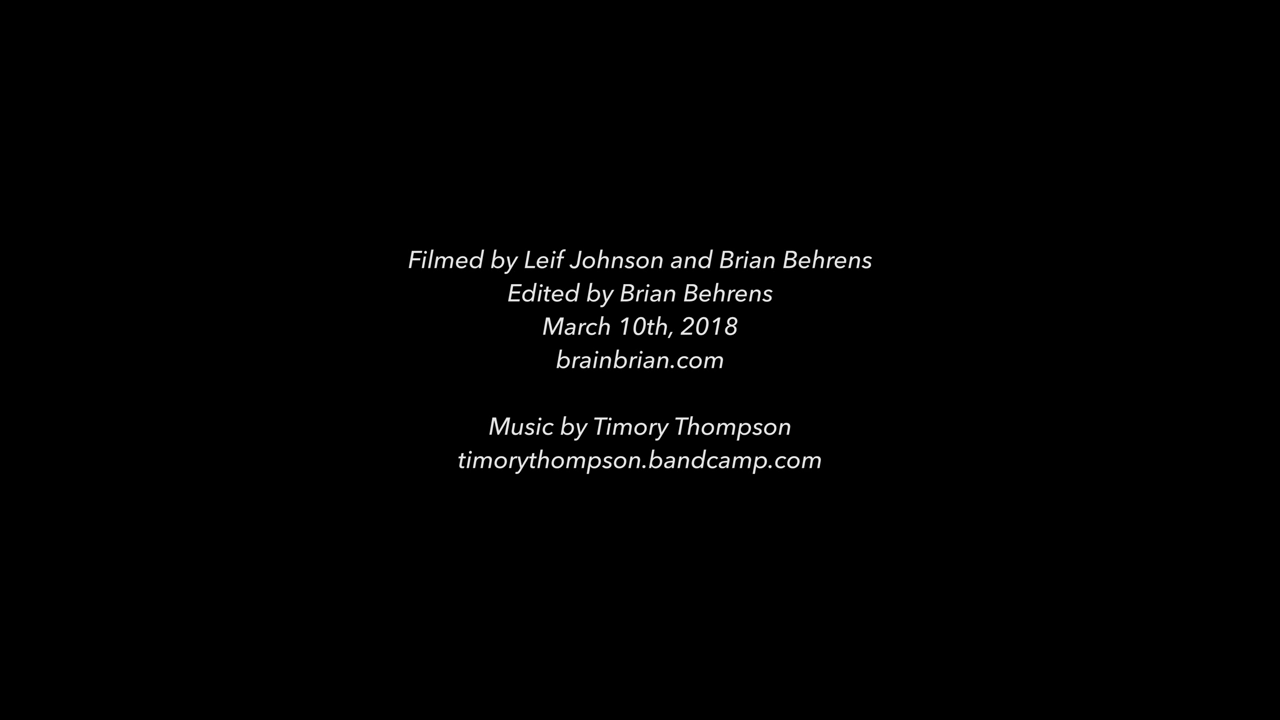 Filmed by Leif Johnson and Brian Behrens
Edited by Brian Behrens
March 10th, 2018
brainbrian.com
Music by Timory Thompson
timorythompson.bandcamp.com